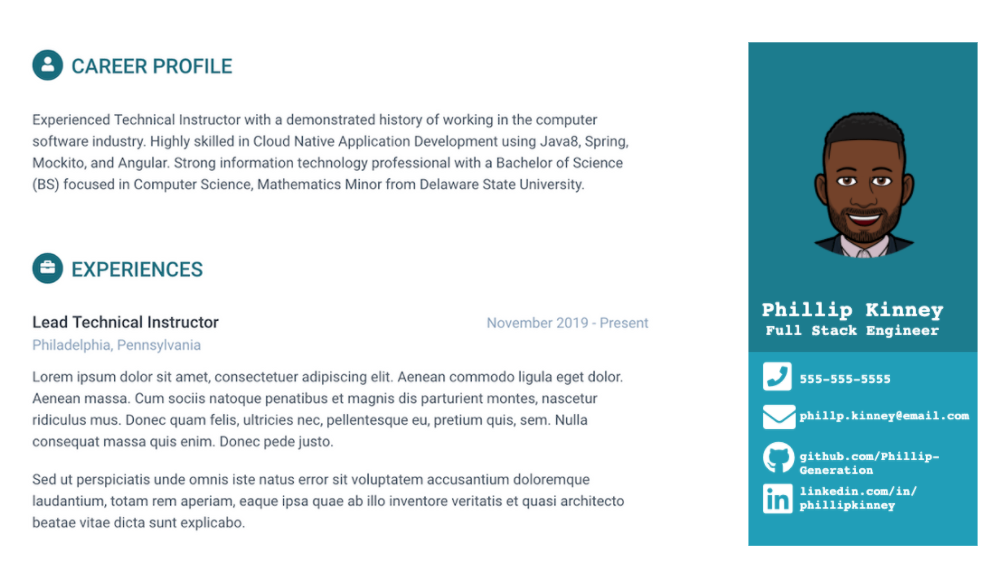 CAREER PROFILE
Experienced Technical Instructor with a demonstrated history of working in the computer
software industry. Highly skilled in Cloud Native Application Development using Java8, Spring,
Mockito, and Angular. Strong information technology professional with a Bachelor of Science
(BS) focused in Computer Science, Mathematics Minor from Delaware State University.
EXPERIENCES
Lead Technical Instructor
November 2019 - Present
Philadelphia, Pennsylvania
Lorem ipsum dolor sit amet, consectetuer adipiscing elit. Aenean commodo ligula eget dolor.
Aenean massa. Cum sociis natoque penatibus et magnis dis parturient montes, nascetur
ridiculus mus. Donec quam felis, ultricies nec, pellentesque eu, pretium quis, sem. Nulla
consequat massa quis enim. Donec pede justo.
Sed ut perspiciatis unde omnis iste natus error sit voluptatem accusantium doloremque
laudantium, totam rem aperiam, eaque ipsa quae ab illo inventore veritatis et quasi architecto
beatae vitae dicta sunt explicabo.
Phillip Kinney
Full Stack Engineer
555-555-5555
phillp.kinney@email.com
github.com/Phillip-
Generation
in
linkedin.com/in/
phillipkinney